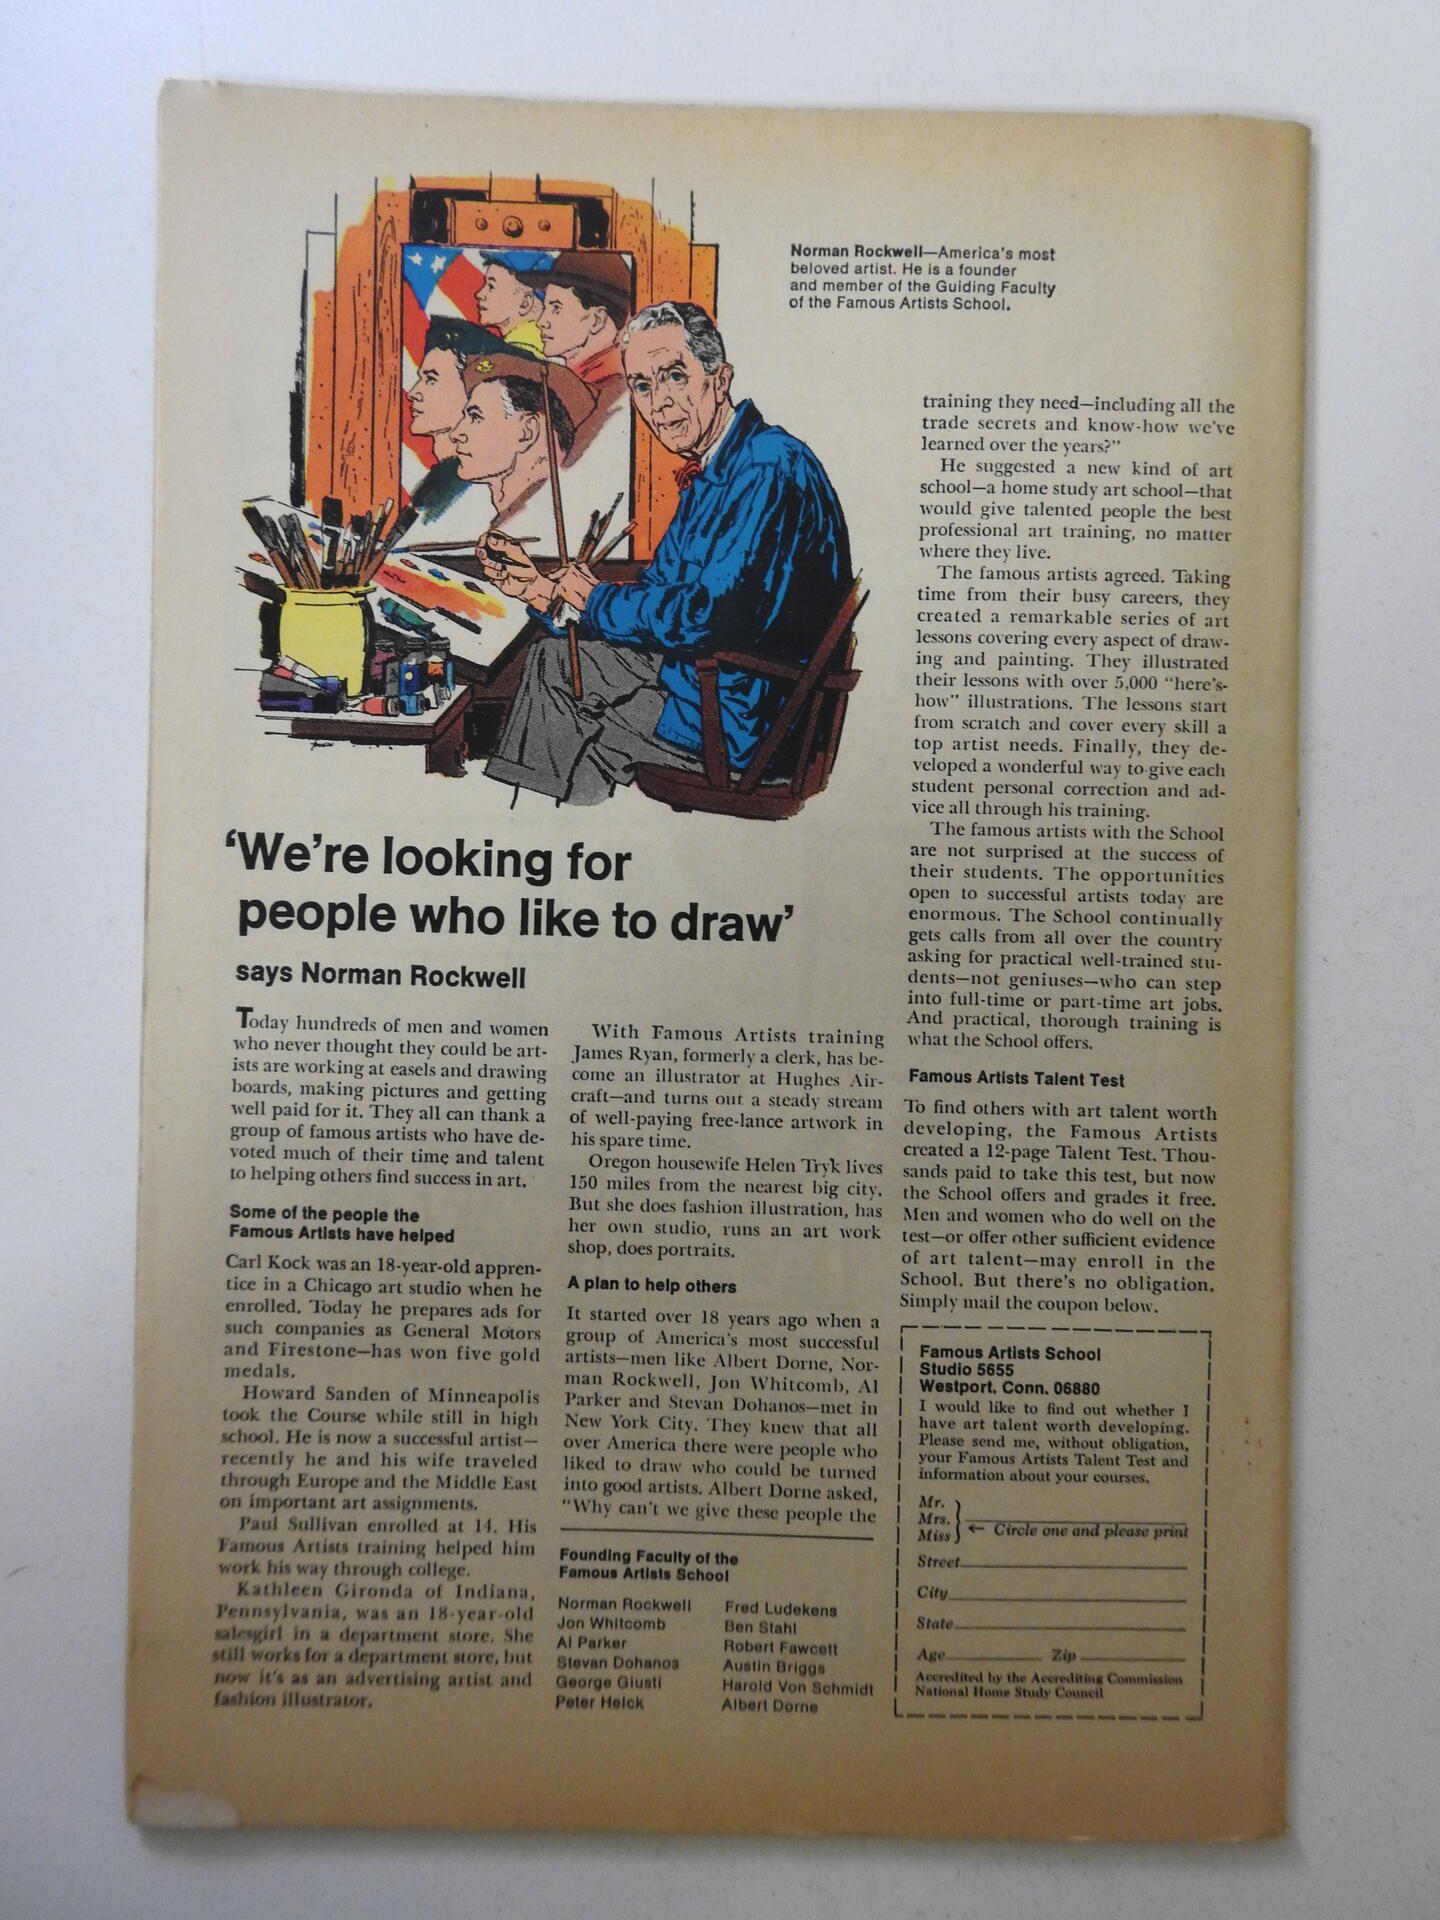 Norman Rockwell—America's most
beloved artist. He is a founder
and member of the Guiding Faculty
of the Famous Artists School.
'We're looking for
people who like to draw'
says Norman Rockwell
Today hundreds of men and women
who never thought they could be art-
ists are working at easels and drawing
boards, making pictures and getting
well paid for it. They all can thank a
group of famous artists who have de-
voted much of their time and talent
to helping others find success in art.
Some of the people the
Famous Artists have helped
Carl Kock was an 18-year-old appren-
tice in a Chicago art studio when he
enrolled. Today he prepares ads for
such companies as General Motors
and Firestone—has won five gold
medals.
Howard Sanden of Minneapolis
took the Course while still in high
school. He is now a successful artist—
recently he and his wife traveled
through Europe and the Middle East
on important art assignments.
Paul Sullivan enrolled at 14. His
Famous Artists training helped him
work his way through college.
Kathleen Gironda of Indiana,
Pennsylvania, was an 18-year-old
salesgirl in a department store. She
still works for a department store, but
now it's as an advertising artist and
fashion illustrator.
With Famous Artists training
James Ryan, formerly a clerk, has be-
come an illustrator at Hughes Air-
craft—and turns out a steady stream
of well-paying free-lance artwork in
his spare time.
Oregon housewife Helen Tryk lives
150 miles from the nearest big city.
But she does fashion illustration, has
her own studio, runs an art work
shop, does portraits.
A plan to help others
It started over 18 years ago when a
group of America's most successful
artists—men like Albert Dorne, Nor-
man Rockwell, Jon Whitcomb, Al
Parker and Stevan Dohanos—met in
New York City. They knew that all
over America there were people who
liked to draw who could be turned
into good artists. Albert Dorne asked,
"Why can't we give these people the
Founding Faculty of the
Famous Artists School
Norman Rockwell
Jon Whitcomb
Al Parker
Stevan Dohanos
George Giusti
Peter Helck
Fred Ludekens
Ben Stahl
Robert Fawcett
Austin Briggs
Harold Von Schmidt
Albert Dorne
training they need—including all the
trade secrets and know-how we've
learned over the years?"
He suggested a new kind of art
school—a home study art school—that
would give talented people the best
professional art training, no matter
where they live.
The famous artists agreed. Taking
time from their busy careers, they
created a remarkable series of art
lessons covering every aspect of draw-
ing and painting. They illustrated
their lessons with over 5,000 "here's-
how" illustrations. The lessons start
from scratch and cover every skill a
top artist needs. Finally, they de-
veloped a wonderful way to give each
student personal correction and ad-
vice all through his training.
The famous artists with the School
are not surprised at the success of
their students. The opportunities
open to successful artists today are
enormous. The School continually
gets calls from all over the country
asking for practical well-trained stu-
dents—not geniuses—who can step
into full-time or part-time art jobs.
And practical, thorough training is
what the School offers.
Famous Artists Talent Test
To find others with art talent worth
developing, the Famous Artists
created a 12-page Talent Test. Thou-
sands paid to take this test, but now
the School offers and grades it free.
Men and women who do well on the
test—or offer other sufficient evidence
of art talent—may enroll in the
School. But there's no obligation.
Simply mail the coupon below.
Famous Artists School
Studio 5655
Westport, Conn. 06880
I would like to find out whether I
have art talent worth developing.
Please send me, without obligation,
your Famous Artists Talent Test and
information about your courses.
Mr.
Mrs.
Miss
← Circle one and please print
Street
City
State
Age Zip
Accredited by the Accrediting Commission
National Home Study Council